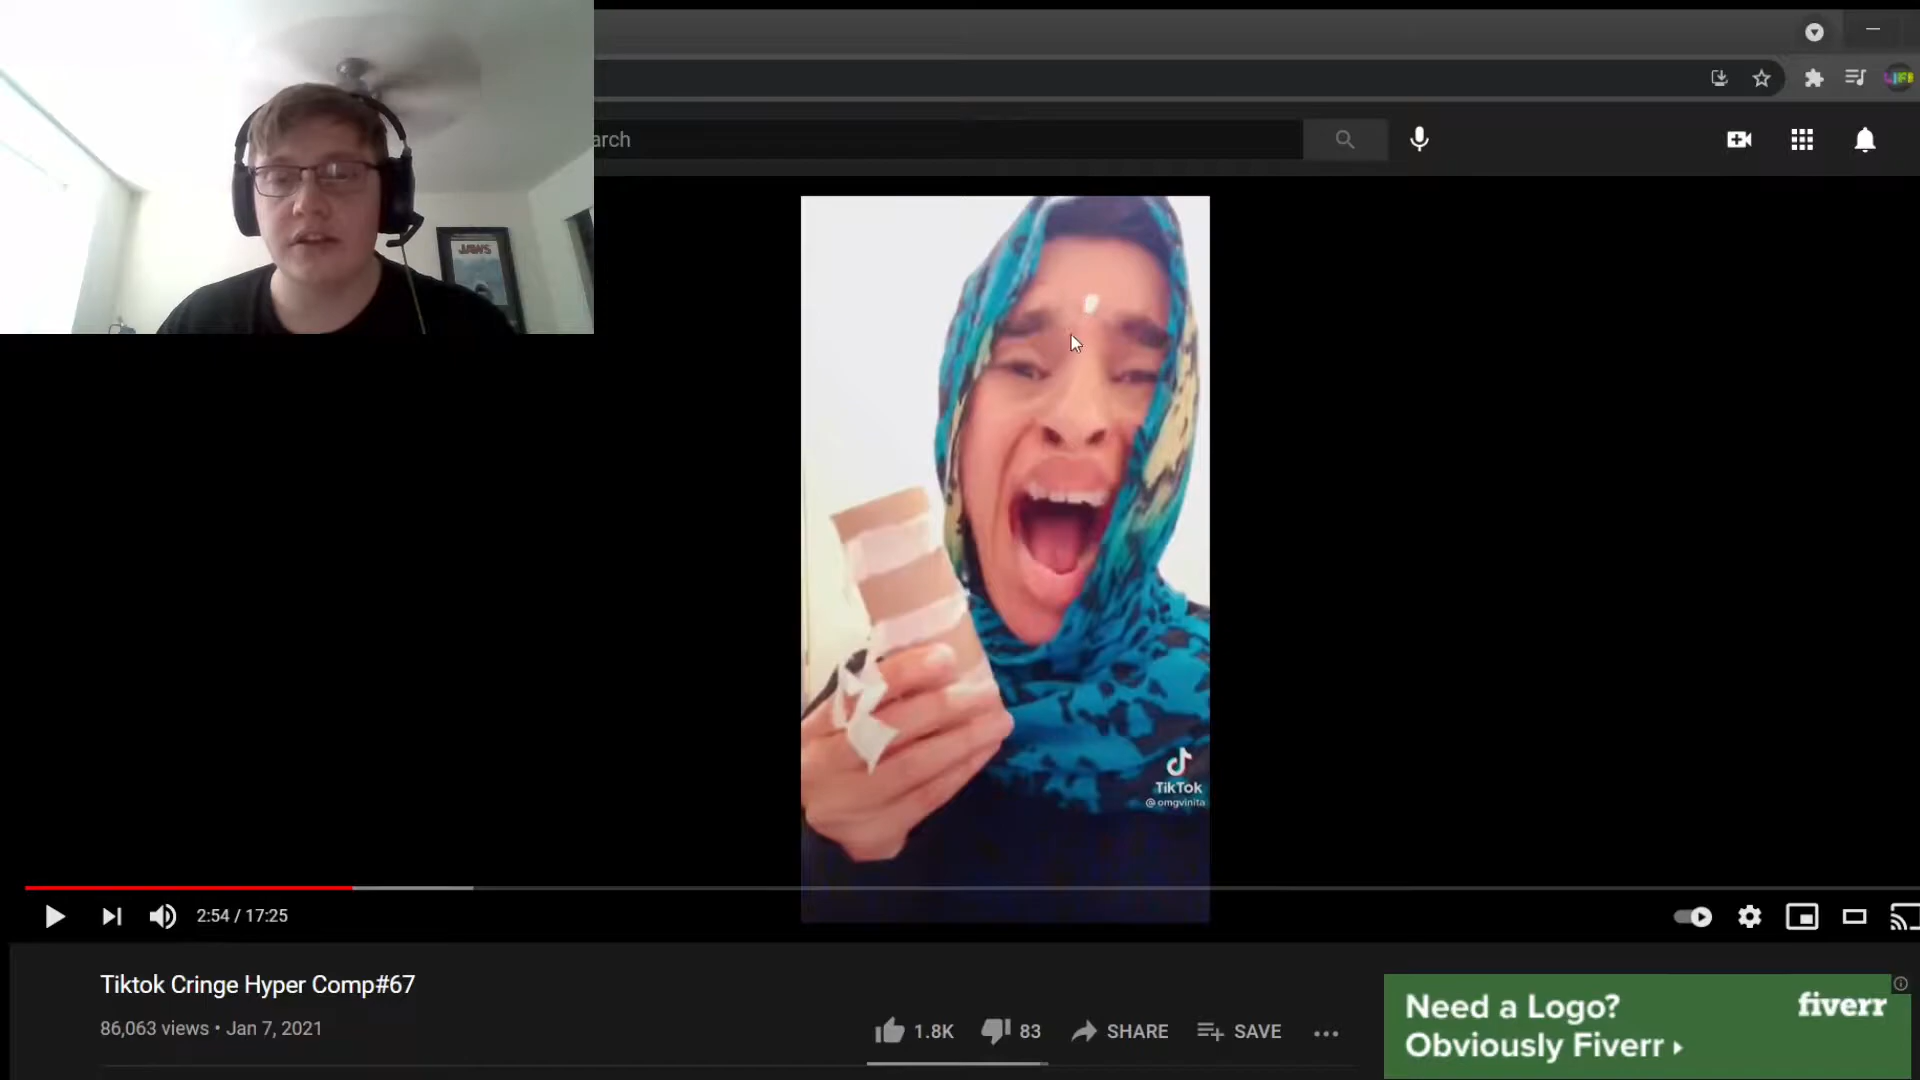 JAWS
arch
TikTok
@omgvinita
2:54 / 17:25
Tiktok Cringe Hyper Comp#67
86,063 views • Jan 7, 2021
1.8K
83
SHARE
SAVE
Need a Logo?
Obviously Fiverr
fiverr